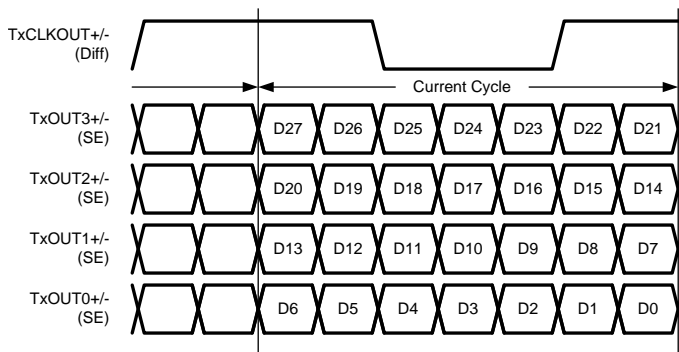 TxCLKOUT+/-
(Diff)
Current Cycle
TxOUT3+/-
(SE)
D27 D26 D25 D24 D23 D22 D21
TxOUT2+/-
(SE)
D20 D19 D18 D17 D16 D15 D14
TxOUT1+/-
(SE)
D13 D12 D11 D10 D9 D8 D7
TxOUT0+/-
(SE)
D6 D5 D4 D3 D2 D1 D0